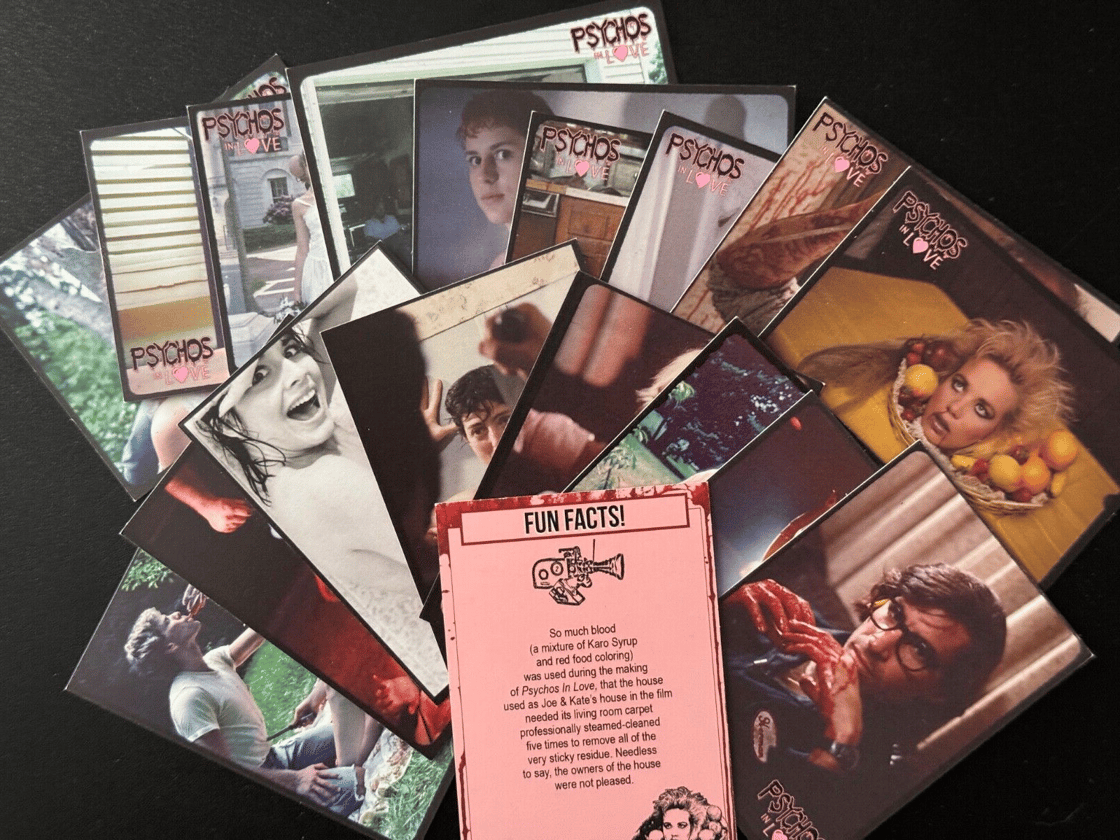 PSYCHOS
IN LOVE
PSYCHOS
IN LOVE
PSYCHOS
IN LOVE
PSYCHOS
IN LOVE
PSYCHOS
IN LOVE
PSYCHOS
IN LOVE
PSYCHOS
IN LOVE
FUN FACTS!
So much blood
(a mixture of Karo Syrup
and red food coloring)
was used during the making
of Psychos In Love, that the house
used as Joe & Kate's house in the film
needed its living room carpet
professionally steamed-cleaned
five times to remove all of the
very sticky residue. Needless
to say, the owners of the house
were not pleased.
PSYCHOS